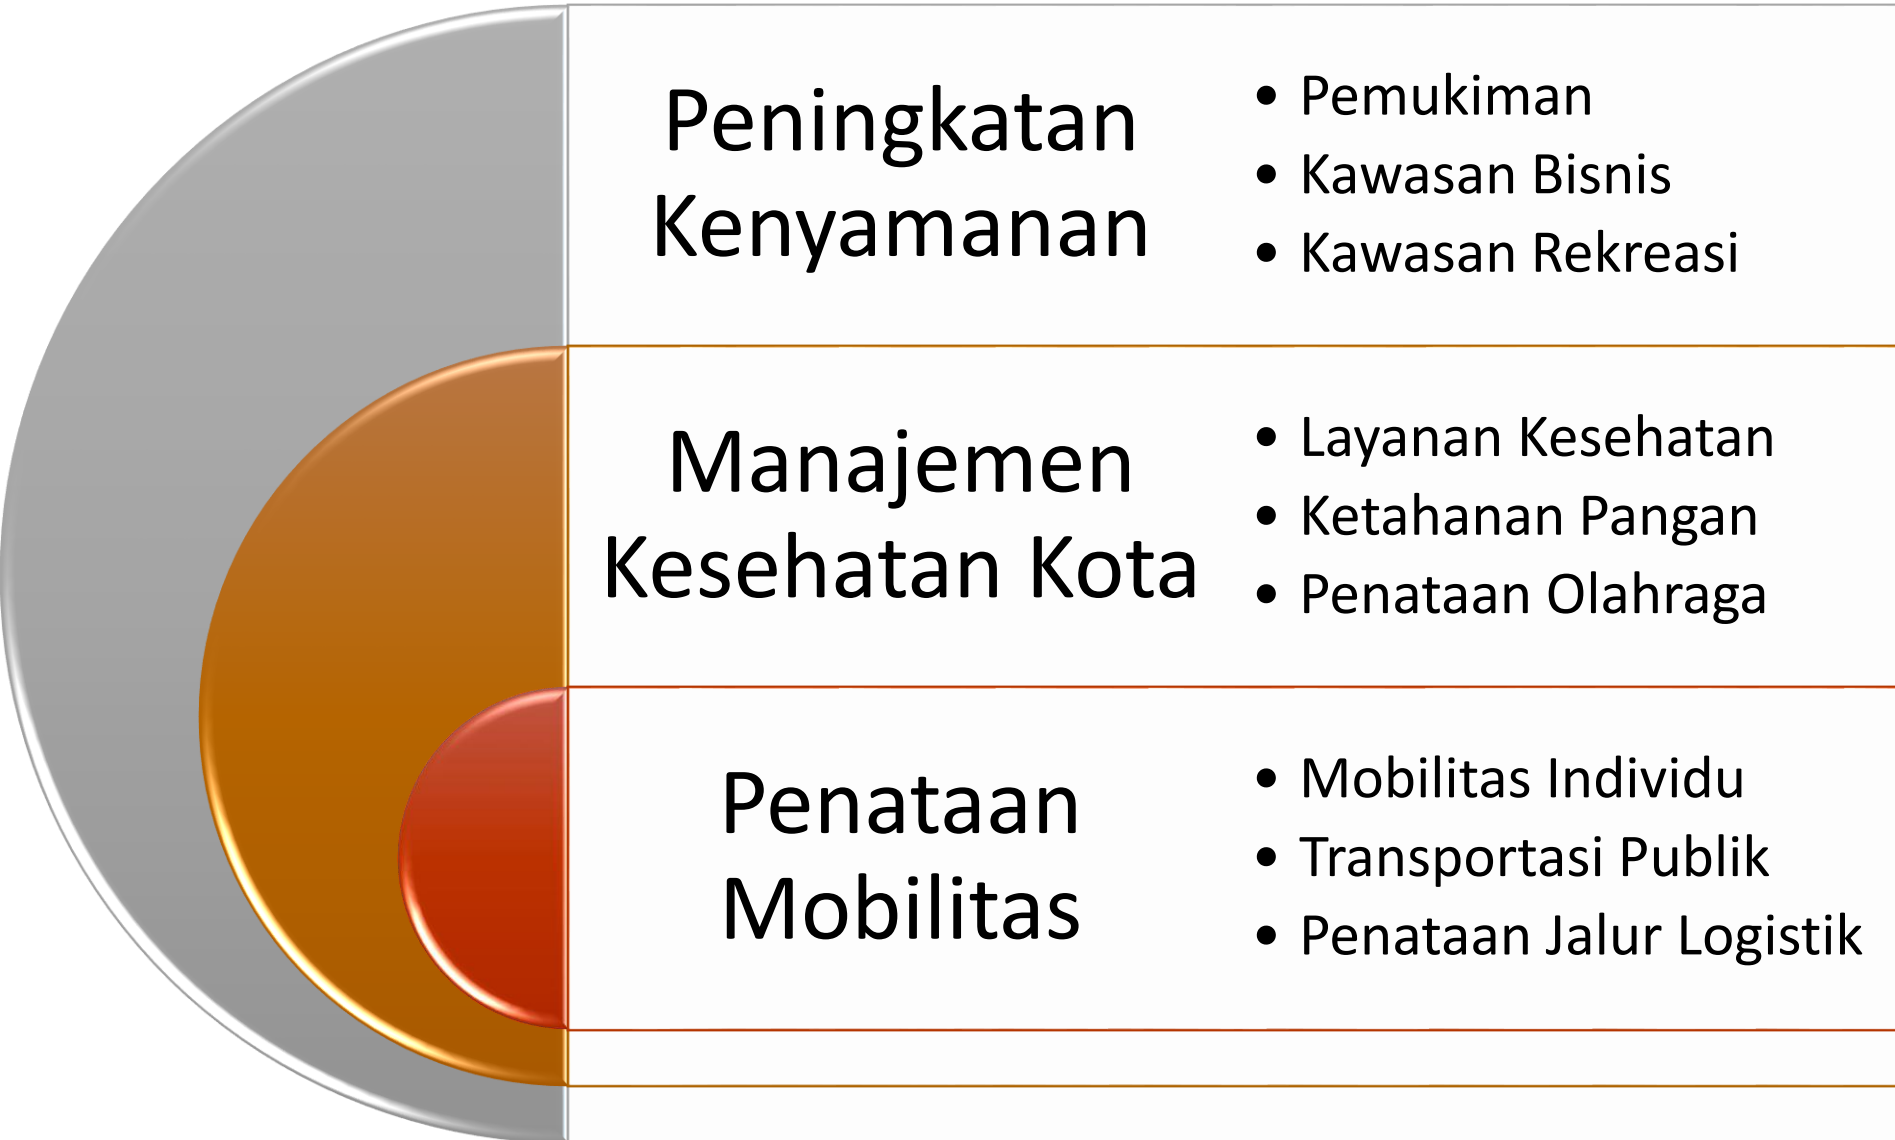 Peningkatan
Kenyamanan
• Pemukiman
• Kawasan Bisnis
• Kawasan Rekreasi
Manajemen
Kesehatan Kota
• Layanan Kesehatan
• Ketahanan Pangan
• Penataan Olahraga
Penataan
Mobilitas
• Mobilitas Individu
• Transportasi Publik
• Penataan Jalur Logistik